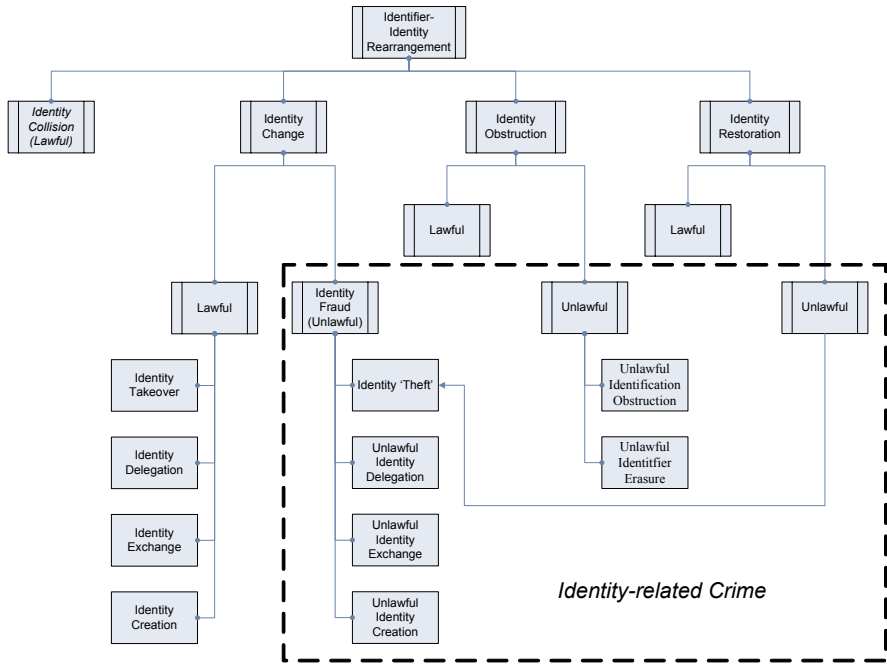 Identifier-
Identity
Rearrangement
Identity
Collision
(Lawful)
Identity
Change
Identity
Obstruction
Identity
Restoration
Lawful
Lawful
Lawful
Identity
Fraud
(Unlawful)
Unlawful
Unlawful
Identity
Takeover
Identity 'Theft'
Unlawful
Identification
Obstruction
Identity
Delegation
Unlawful
Identity
Delegation
Unlawful
Identitfier
Erasure
Identity
Exchange
Unlawful
Identity
Exchange
Identity
Creation
Unlawful
Identity
Creation
Identity-related Crime